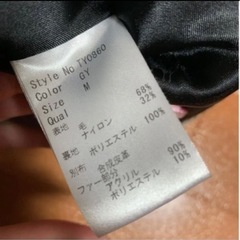 Style No TY0860
Color GY
Size M
Qual
表地 毛 68%
ナイロン 32%
裏地 ポリエステル 100%
別布 合成皮革
ファー部分 アクリル 90%
ポリエステル 10%